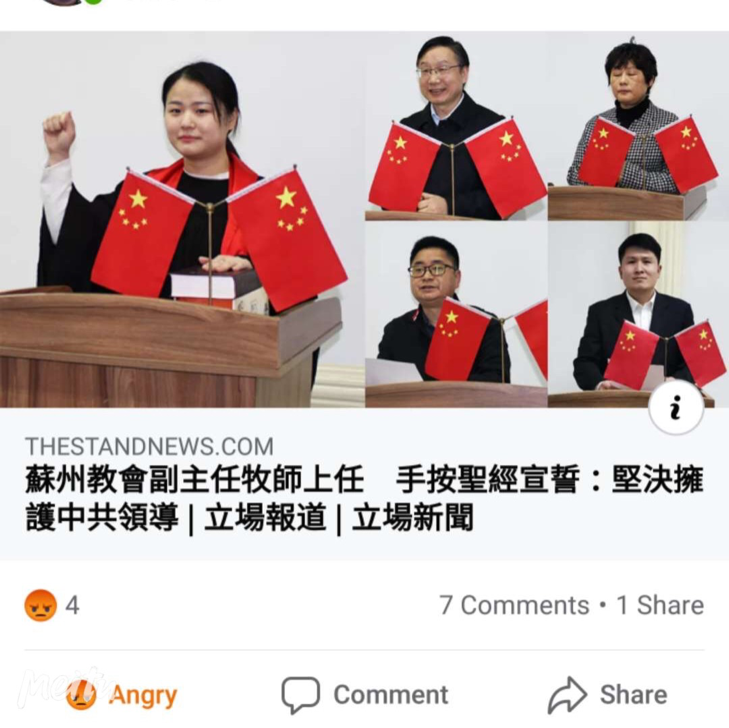 THESTANDNEWS.COM
蘇州教會副主任牧師上任 手按聖經宣誓：堅決擁
護中共領導 | 立場報道 | 立場新聞
4
7 Comments • 1 Share
Angry
Comment
Share